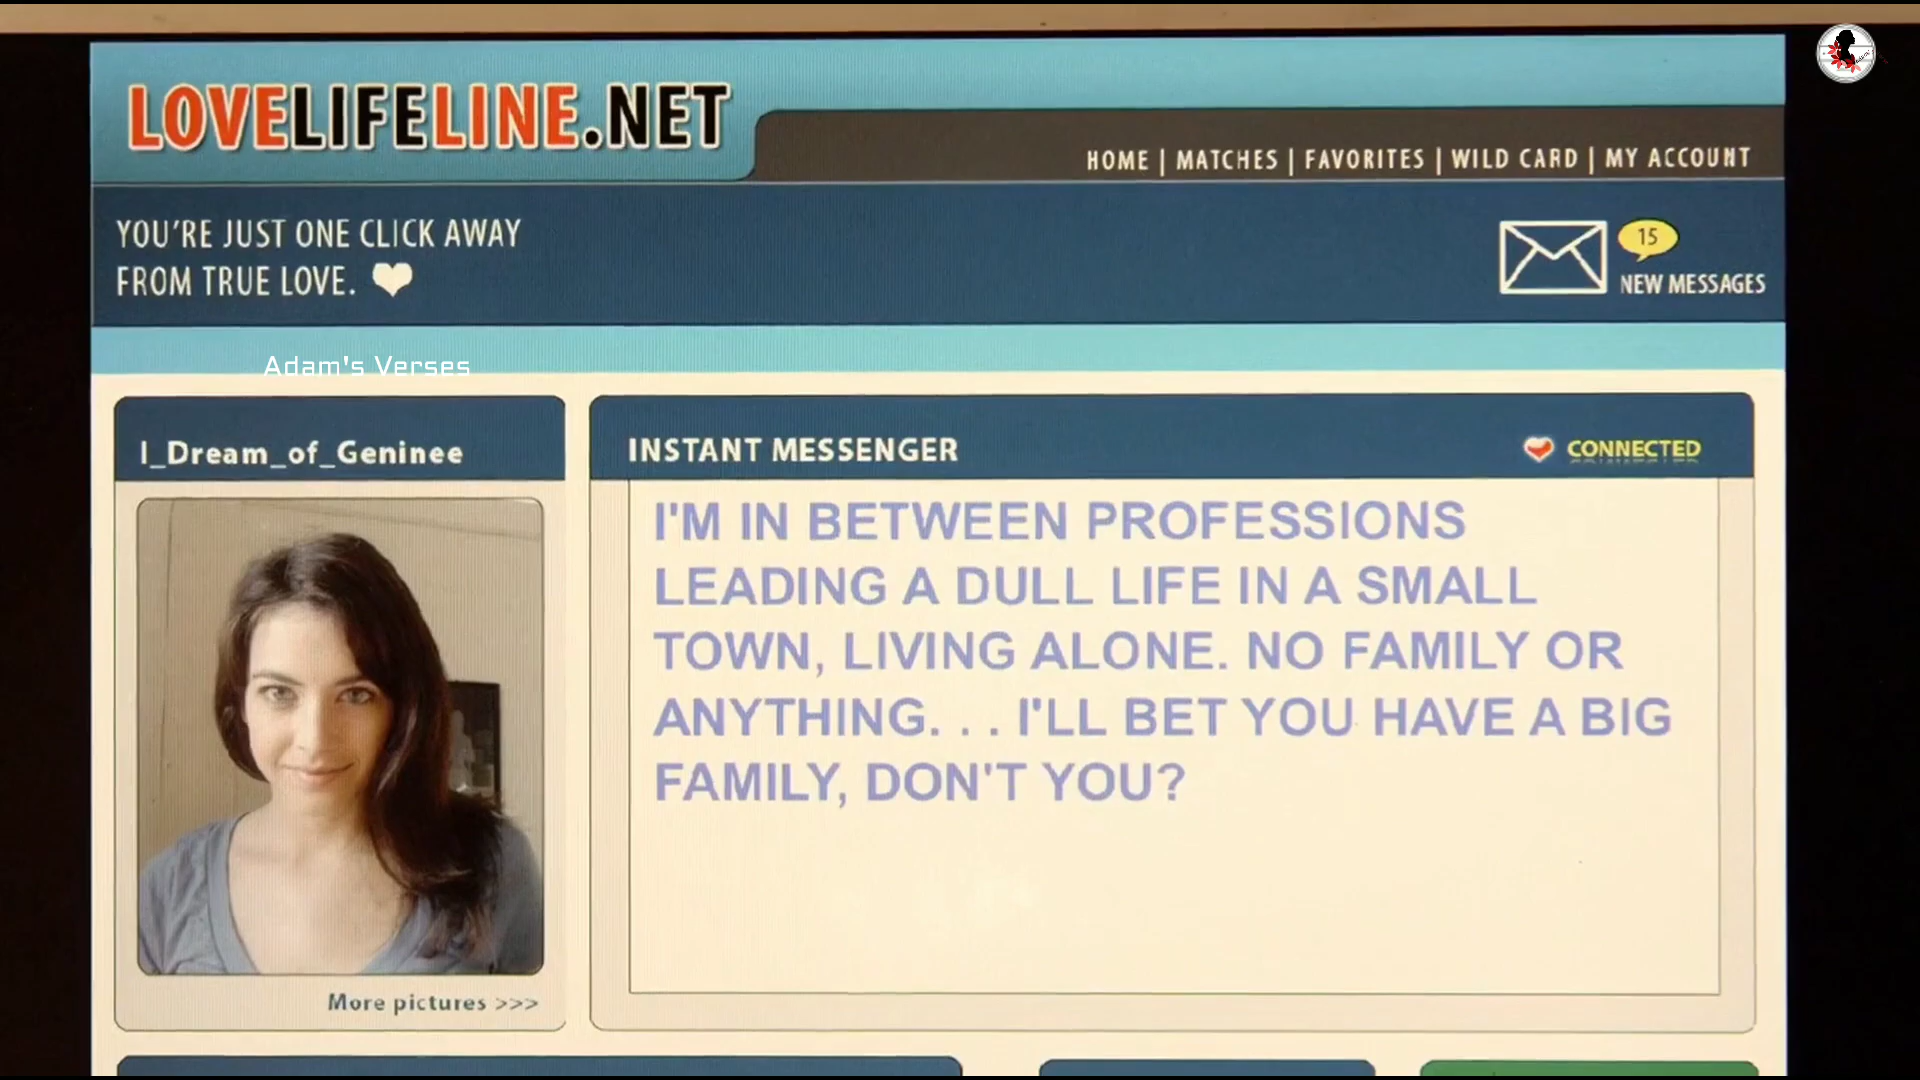 LOVELIFELINE.NET
HOME | MATCHES | FAVORITES | WILD CARD | MY ACCOUNT
YOU'RE JUST ONE CLICK AWAY
FROM TRUE LOVE.
15
NEW MESSAGES
Adam's Verses
I_Dream_of_Geninee
INSTANT MESSENGER
CONNECTED
I'M IN BETWEEN PROFESSIONS
LEADING A DULL LIFE IN A SMALL
TOWN, LIVING ALONE. NO FAMILY OR
ANYTHING. . . I'LL BET YOU HAVE A BIG
FAMILY, DON'T YOU?
More pictures >>>